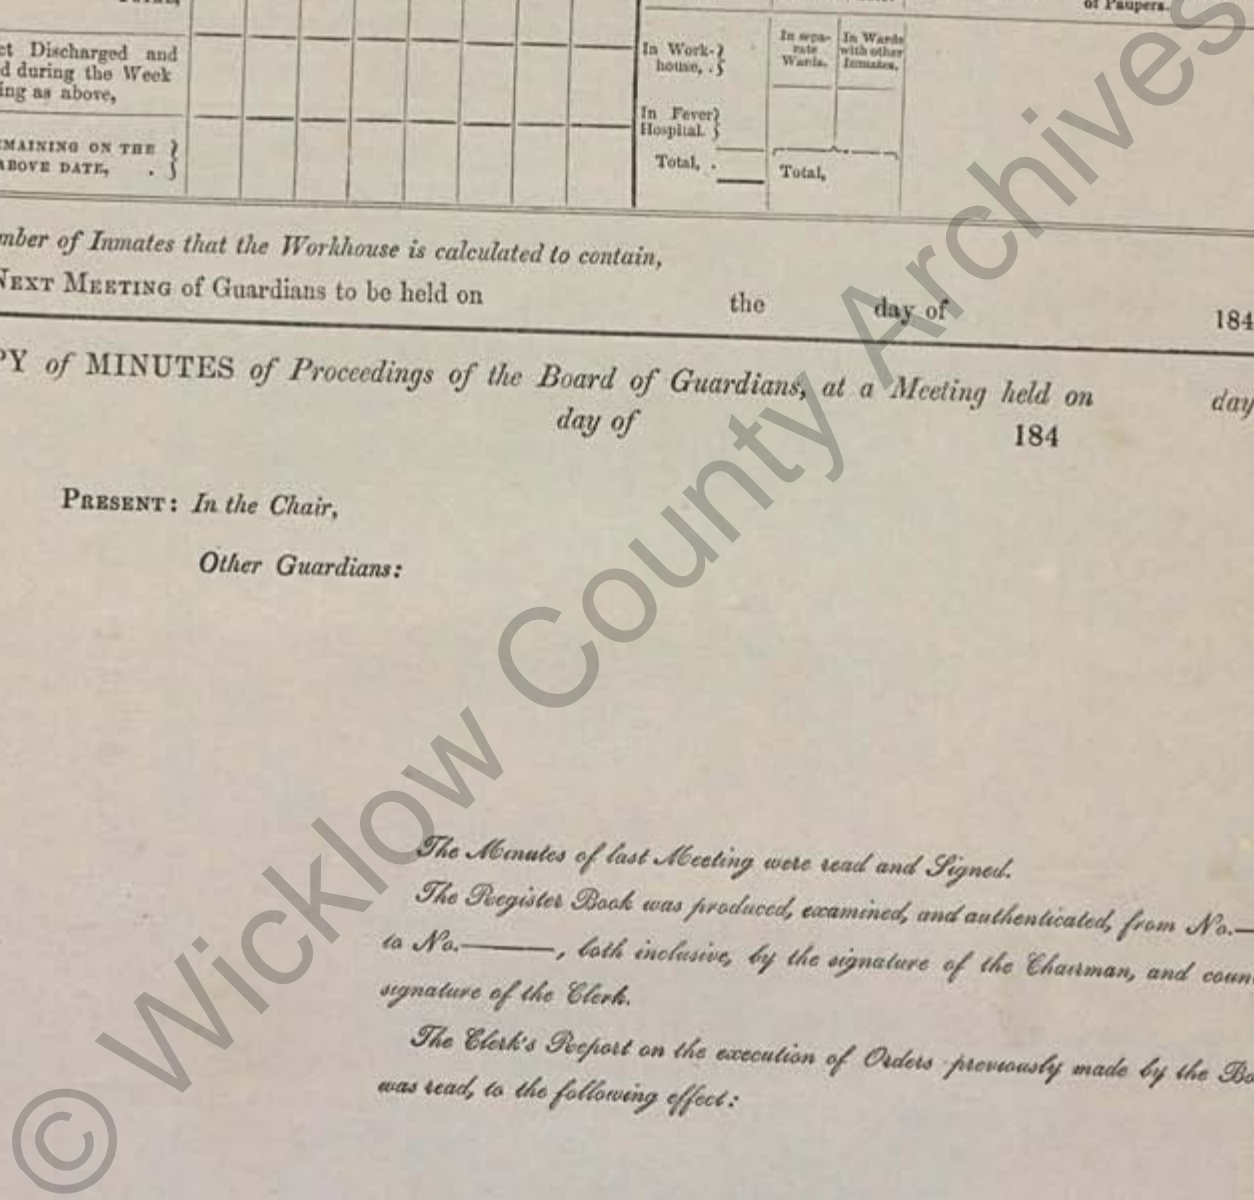 of Paupers.
ct Discharged and
d during the Week
ing as above,
In Work-
house, .
In sepa-
rate
Wards.
In Wards
with other
Inmates.
In Fever
Hospital.
MAINING ON THE
ABOVE DATE, .
Total, .
Total,
mber of Inmates that the Workhouse is calculated to contain,
NEXT MEETING of Guardians to be held on the day of 184
PY of MINUTES of Proceedings of the Board of Guardians, at a Meeting held on day
day of 184
PRESENT: In the Chair,
Other Guardians:
The Minutes of last Meeting were read and Signed.
The Register Book was produced, examined, and authenticated, from No.—
to No.———, both inclusive, by the signature of the Chairman, and coun
signature of the Clerk.
The Clerk's Report on the execution of Orders previously made by the Bo
was read, to the following effect:
© Wicklow County Archives